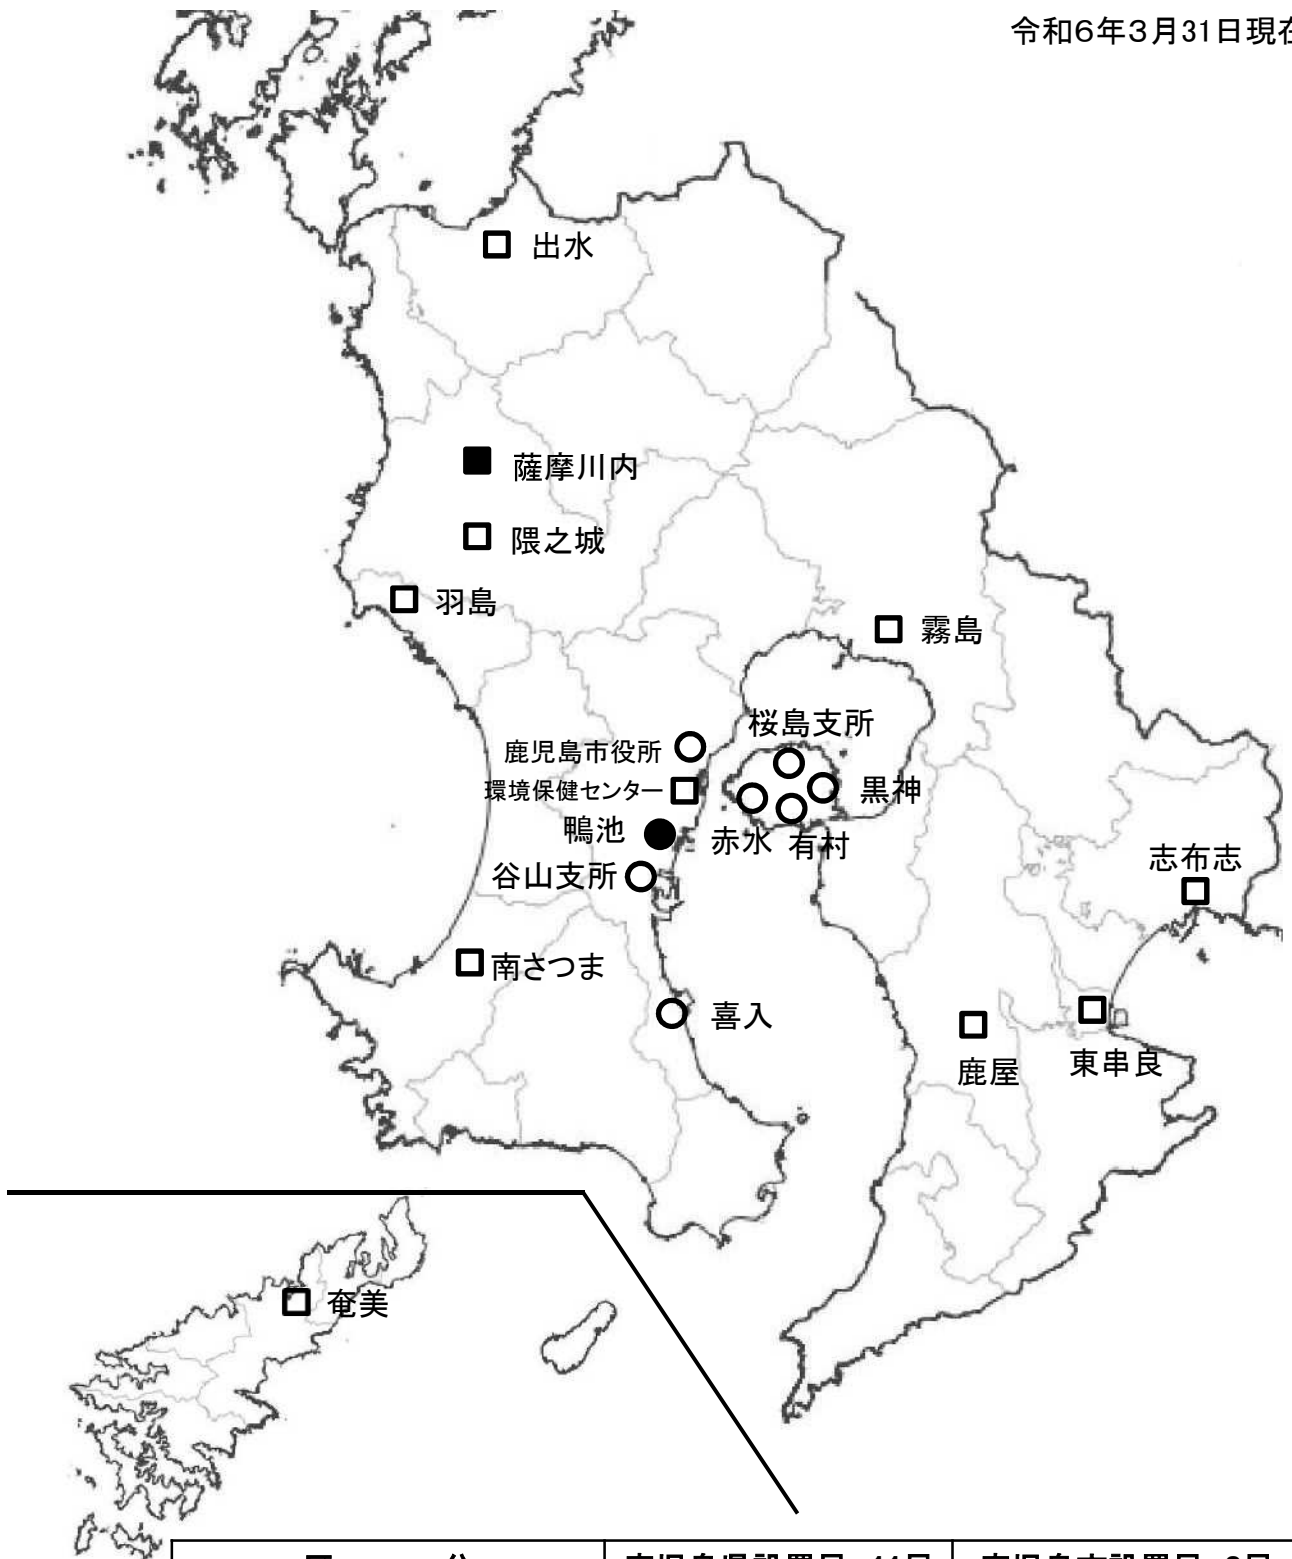 令和6年3月31日現在
出水
薩摩川内
隈之城
羽島
霧島
桜島支所
鹿児島市役所
環境保健センター
黒神
鴨池
赤水
有村
谷山支所
志布志
南さつま
喜入
東串良
鹿屋
奄美